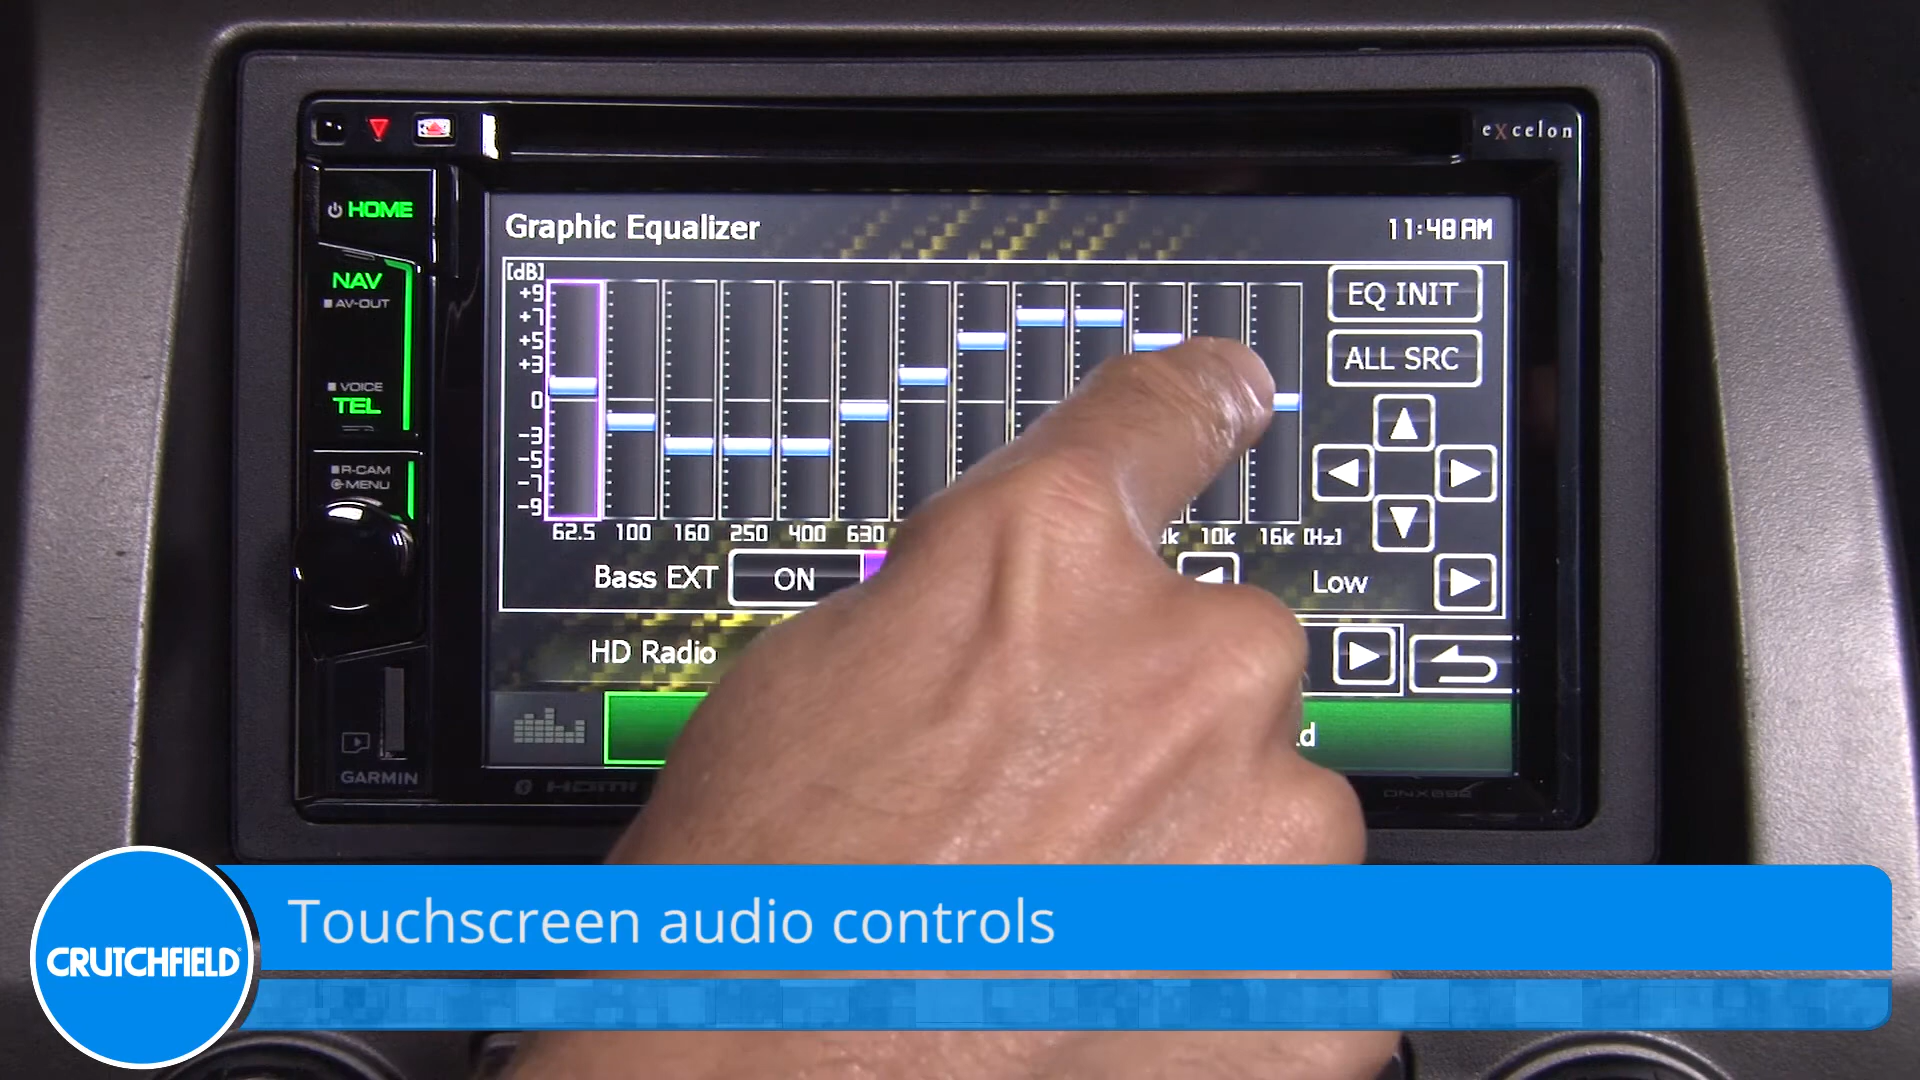 eXcelon
HOME
NAV
AV-OUT
VOICE
TEL
R-CAM
MENU
GARMIN
Graphic Equalizer
11:48 AM
[dB]
+9
+7
+5
+3
0
-3
-5
-7
-9
62.5 100 160 250 400 630 10k 16k [Hz]
EQ INIT
ALL SRC
Bass EXT ON Low
HD Radio
HDMI
Touchscreen audio controls
CRUTCHFIELD